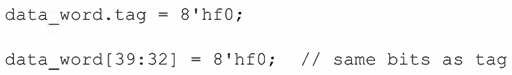 data_word.tag = 8'hf0;
data_word[39:32] = 8'hf0;  // same bits as tag